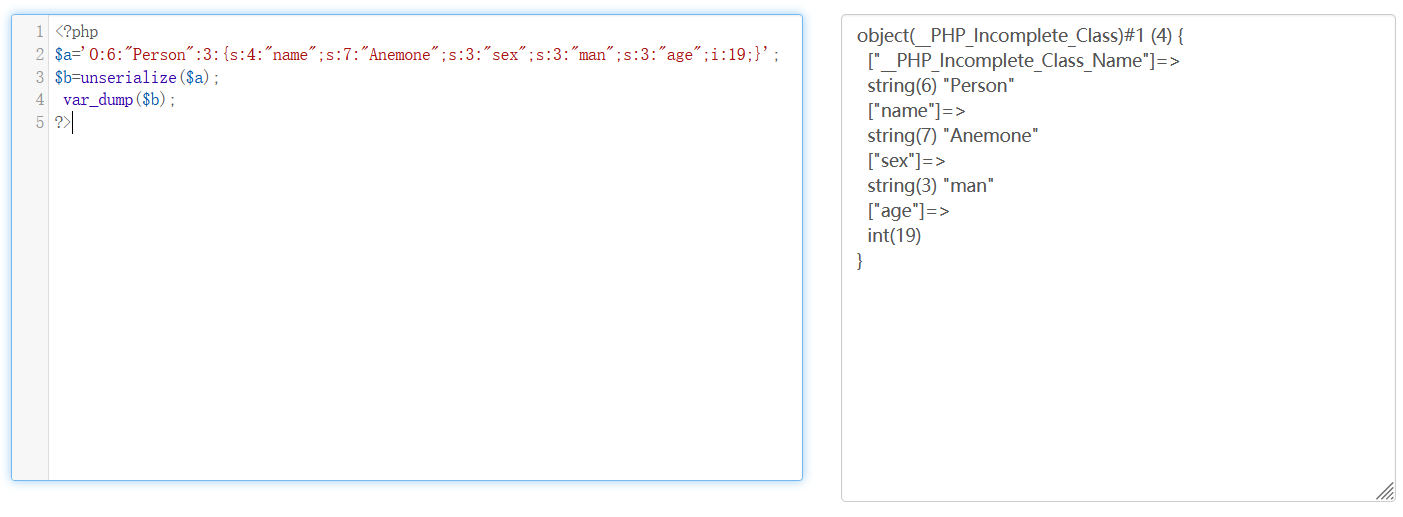 1 <?php
2 $a='O:6:"Person":3:{s:4:"name";s:7:"Anemone";s:3:"sex";s:3:"man";s:3:"age";i:19;}';
3 $b=unserialize($a);
4  var_dump($b);
5 ?>
object(__PHP_Incomplete_Class)#1 (4) {
  ["__PHP_Incomplete_Class_Name"]=>
  string(6) "Person"
  ["name"]=>
  string(7) "Anemone"
  ["sex"]=>
  string(3) "man"
  ["age"]=>
  int(19)
}